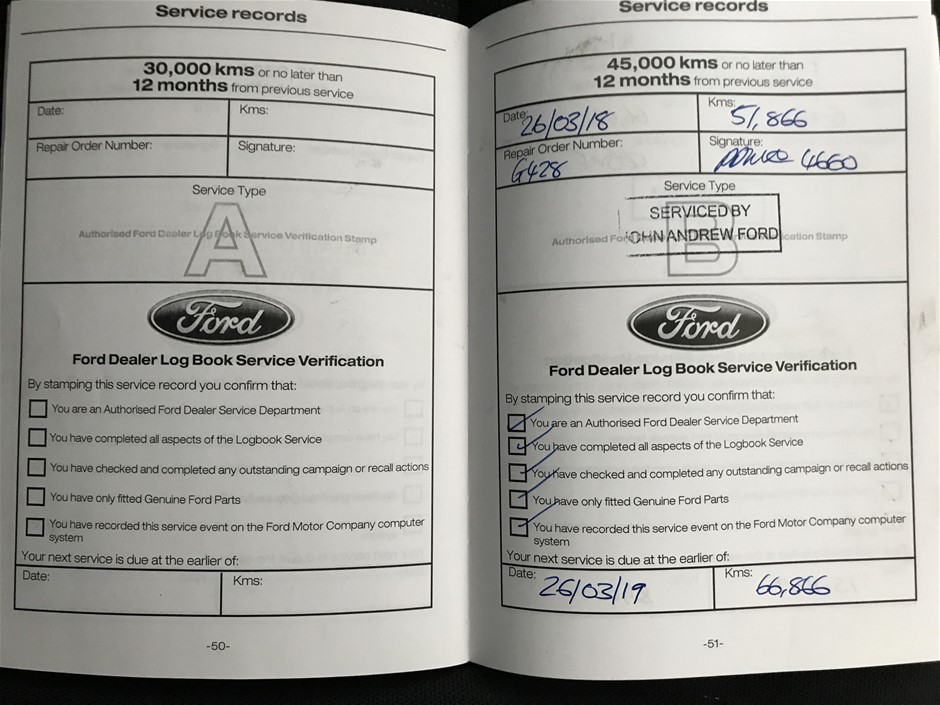 Service records
30,000 kms or no later than
12 months from previous service
Date:
Kms:
Repair Order Number:
Signature:
Service Type
A
Authorised Ford Dealer Log Book Service Verification Stamp
Ford
Ford Dealer Log Book Service Verification
By stamping this service record you confirm that:
You are an Authorised Ford Dealer Service Department
You have completed all aspects of the Logbook Service
You have checked and completed any outstanding campaign or recall actions
You have only fitted Genuine Ford Parts
You have recorded this service event on the Ford Motor Company computer
system
Your next service is due at the earlier of:
Date:
Kms:
-50-
Service records
45,000 kms or no later than
12 months from previous service
Date: 26/03/18
Kms: 51,866
Repair Order Number:
G428
Signature:
4660
Service Type
SERVICED BY
JOHN ANDREW FORD
B
Authorised Ford cation Stamp
Ford
Ford Dealer Log Book Service Verification
By stamping this service record you confirm that:
You are an Authorised Ford Dealer Service Department
You have completed all aspects of the Logbook Service
You have checked and completed any outstanding campaign or recall actions
You have only fitted Genuine Ford Parts
You have recorded this service event on the Ford Motor Company computer
system
Your next service is due at the earlier of:
Date: 26/03/19
Kms: 66,866
-51-